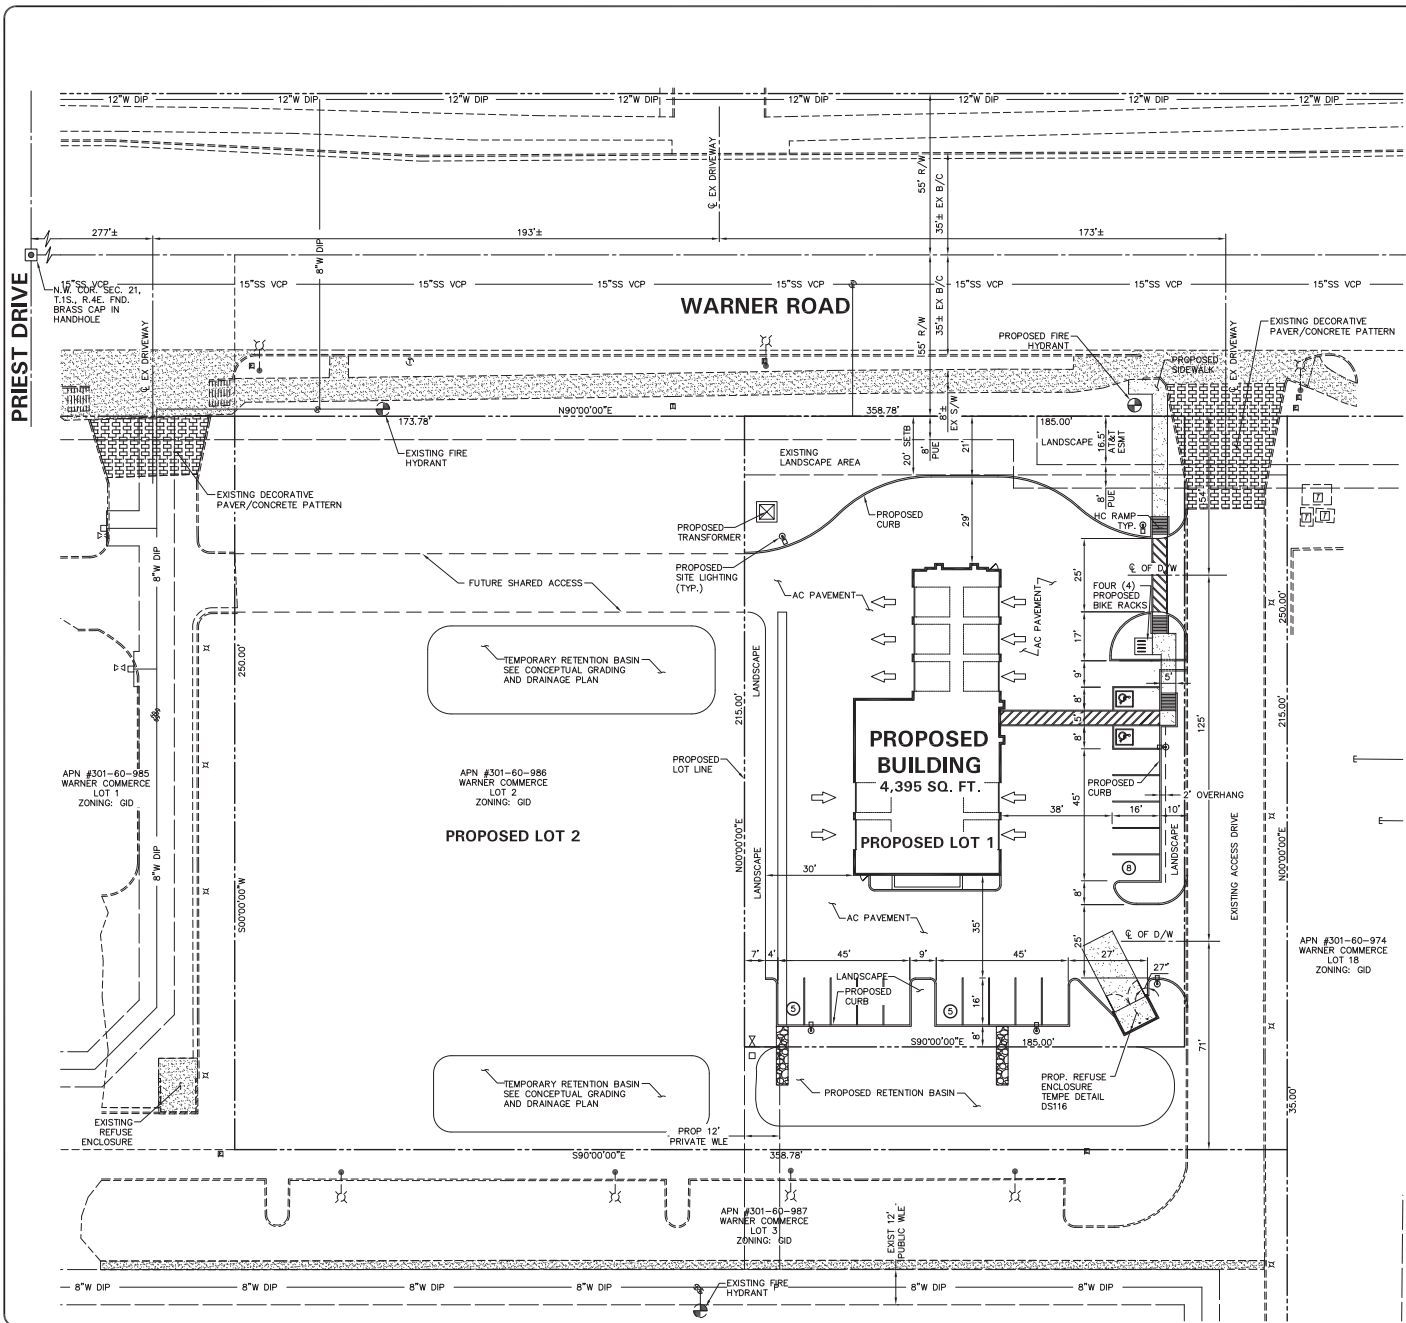 12"W DIP
12"W DIP
12"W DIP
12"W DIP
12"W DIP
12"W DIP
12"W DIP
12"W DIP
℄ EX DRIVEWAY
55' R/W
35'± EX B/C
277'±
193'±
173'±
8"W DIP
PRIEST DRIVE
N.W. COR. SEC. 21,
T.1S., R.4E. FND.
BRASS CAP IN
HANDHOLE
15"SS VCP
15"SS VCP
15"SS VCP
15"SS VCP
15"SS VCP
15"SS VCP
15"SS VCP
15"SS VCP
WARNER ROAD
55' R/W
35'± EX B/C
℄ EX DRIVEWAY
℄ EX DRIVEWAY
PROPOSED FIRE
HYDRANT
PROPOSED
SIDEWALK
EXISTING DECORATIVE
PAVER/CONCRETE PATTERN
N90°00'00"E
358.78'
173.78'
185.00'
8'±
EX S/W
EXISTING FIRE
HYDRANT
EXISTING
LANDSCAPE AREA
20' SETB
8'
PUE
21'
LANDSCAPE
16.5'
AT&T
ESMT
8'
PUE
54'
EXISTING DECORATIVE
PAVER/CONCRETE PATTERN
PROPOSED
CURB
PROPOSED
TRANSFORMER
29'
HC RAMP
TYP.
T
T
T
8"W DIP
PROPOSED
SITE LIGHTING
(TYP.)
FUTURE SHARED ACCESS
AC PAVEMENT
AC PAVEMENT
25'
℄ OF D/W
FOUR (4)
PROPOSED
BIKE RACKS
17'
250.00'
250.00'
TEMPORARY RETENTION BASIN
SEE CONCEPTUAL GRADING
AND DRAINAGE PLAN
LANDSCAPE
215.00'
9'
5'
8'
5'
8'
125'
215.00'
PROPOSED
BUILDING
4,395 SQ. FT.
PROPOSED LOT 1
PROPOSED
LOT LINE
APN #301-60-985
WARNER COMMERCE
LOT 1
ZONING: GID
APN #301-60-986
WARNER COMMERCE
LOT 2
ZONING: GID
PROPOSED LOT 2
PROPOSED
CURB
2' OVERHANG
45'
38'
16'
10'
LANDSCAPE
8
8"W DIP
N00°00'00"E
LANDSCAPE
30'
8'
EXISTING ACCESS DRIVE
N00°00'00"E
S00°00'00"W
AC PAVEMENT
35'
25'
℄ OF D/W
APN #301-60-974
WARNER COMMERCE
LOT 18
ZONING: GID
7'
4'
45'
9'
45'
27'
27'
LANDSCAPE
PROPOSED
CURB
5
5
16'
8'
S90°00'00"E
185.00'
71'
35.00'
TEMPORARY RETENTION BASIN
SEE CONCEPTUAL GRADING
AND DRAINAGE PLAN
PROPOSED RETENTION BASIN
PROP. REFUSE
ENCLOSURE
TEMPE DETAIL
DS116
EXISTING
REFUSE
ENCLOSURE
PROP 12'
PRIVATE WLE
S90°00'00"E
358.78'
APN #301-60-987
WARNER COMMERCE
LOT 3
ZONING: GID
EXIST 12'
PUBLIC WLE
8"W DIP
8"W DIP
8"W DIP
8"W DIP
8"W DIP
8"W DIP
8"W DIP
EXISTING FIRE
HYDRANT